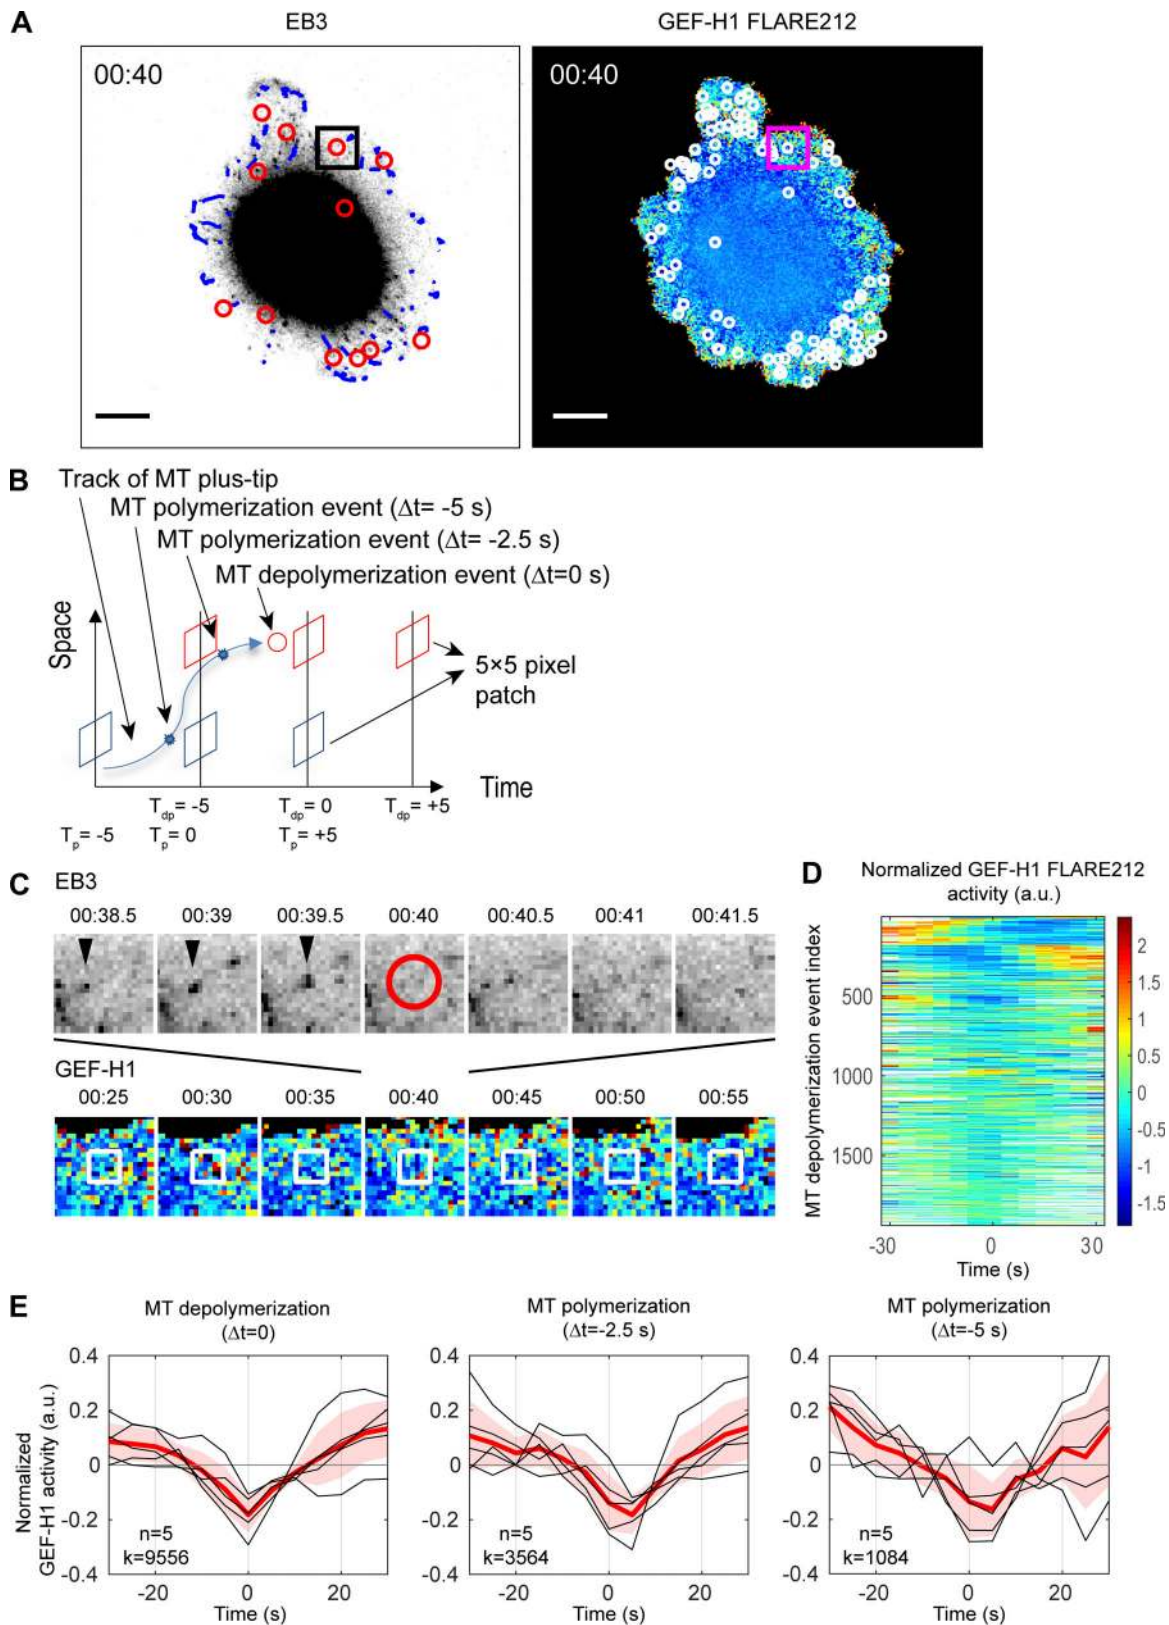 A
EB3
GEF-H1 FLARE212
00:40
00:40
B
Track of MT plus-tip
MT polymerization event (Δt= -5 s)
MT polymerization event (Δt= -2.5 s)
MT depolymerization event (Δt=0 s)
Space
5×5 pixel
patch
Time
Tdp= -5
Tdp= 0
Tdp= +5
Tp= -5
Tp= 0
Tp= +5
C
EB3
00:38.5
00:39
00:39.5
00:40
00:40.5
00:41
00:41.5
GEF-H1
00:25
00:30
00:35
00:40
00:45
00:50
00:55
D
Normalized GEF-H1 FLARE212
activity (a.u.)
MT depolymerization event index
500
1000
1500
-30
0
30
Time (s)
2
1.5
1
0.5
0
-0.5
-1
-1.5
E
MT depolymerization
(Δt=0)
Normalized
GEF-H1 activity (a.u.)
0.4
0.2
0
-0.2
-0.4
n=5
k=9556
-20
0
20
Time (s)
MT polymerization
(Δt=-2.5 s)
0.4
0.2
0
-0.2
-0.4
n=5
k=3564
-20
0
20
Time (s)
MT polymerization
(Δt=-5 s)
0.4
0.2
0
-0.2
-0.4
n=5
k=1084
-20
0
20
Time (s)